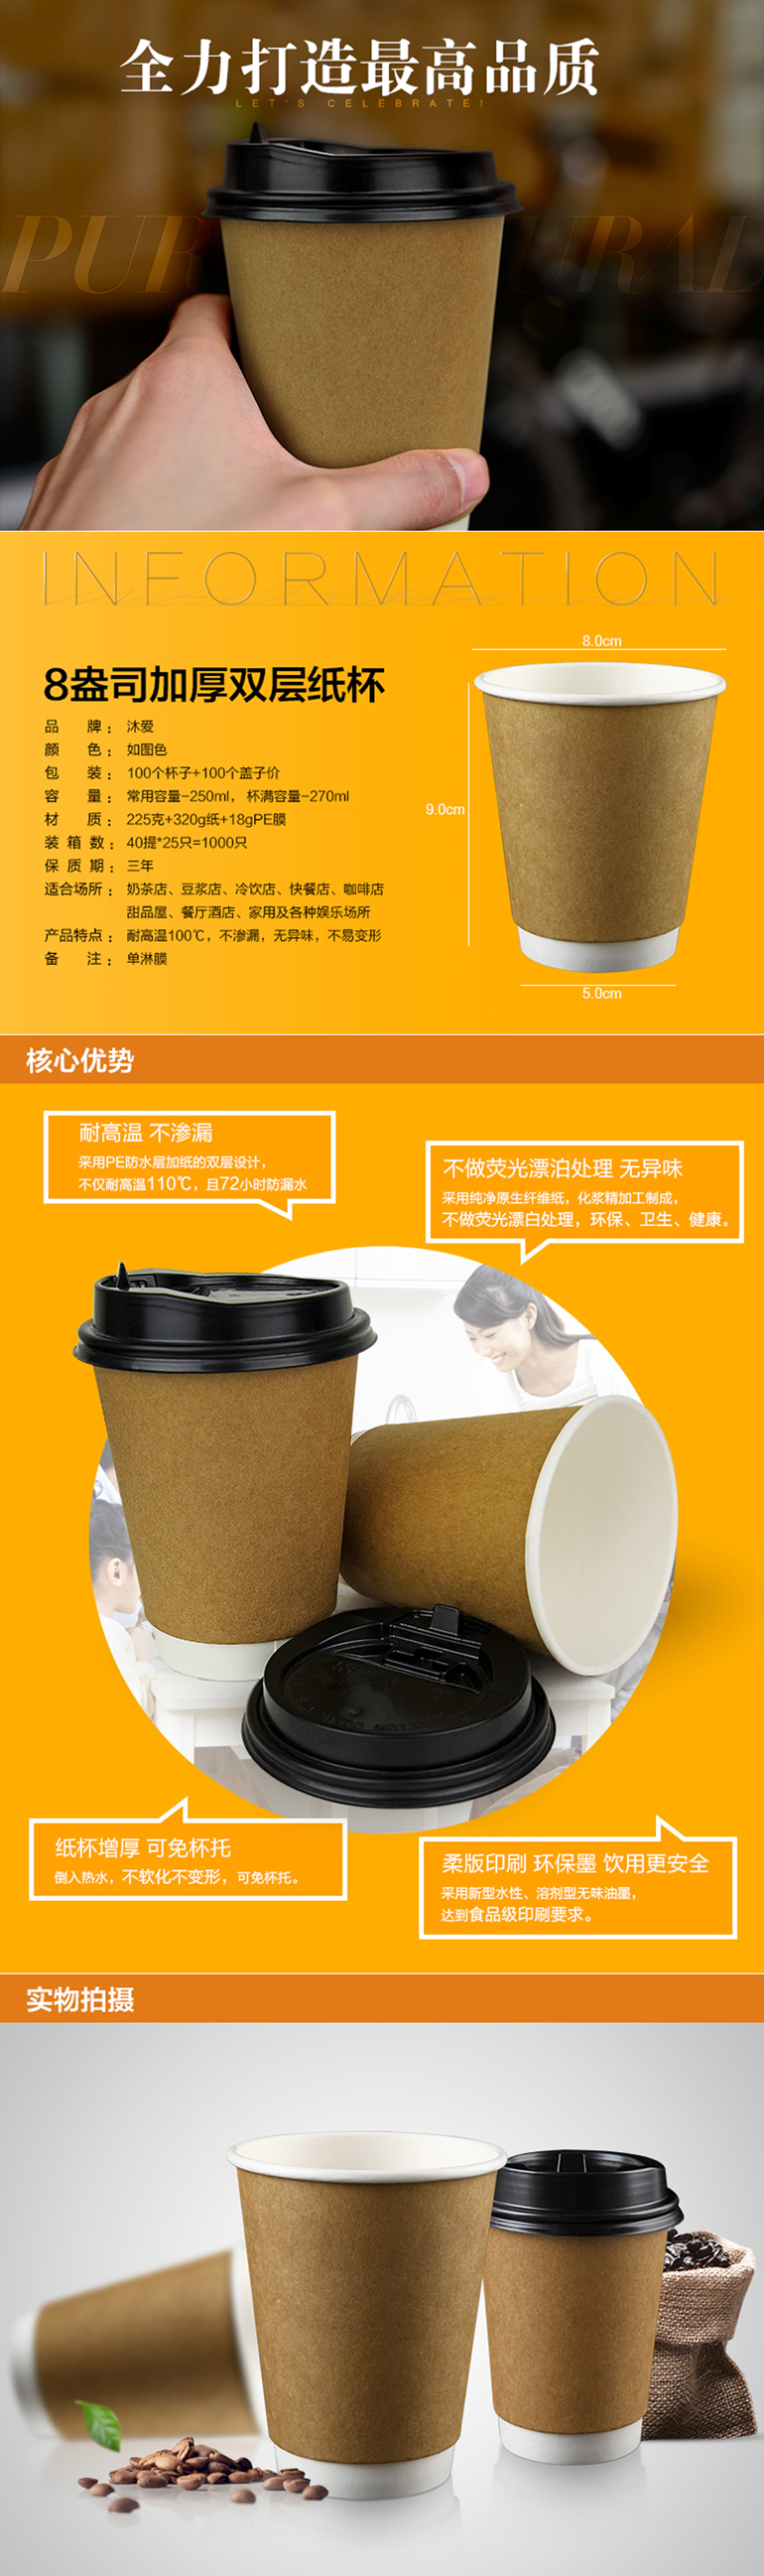 全力打造最高品质
LET'S CELEBRATE!
PUR URAL
INFORMATION
8盎司加厚双层纸杯
品 牌： 沐爱
颜 色： 如图色
包 装： 100个杯子+100个盖子价
容 量： 常用容量-250ml， 杯满容量-270ml
材 质： 225克+320g纸+18gPE膜
装 箱 数： 40提*25只=1000只
保 质 期： 三年
适合场所： 奶茶店、豆浆店、冷饮店、快餐店、咖啡店
甜品屋、餐厅酒店、家用及各种娱乐场所
产品特点： 耐高温100℃，不渗漏，无异味，不易变形
备 注： 单淋膜
8.0cm
9.0cm
5.0cm
核心优势
耐高温 不渗漏
采用PE防水层加纸的双层设计，
不仅耐高温110℃，且72小时防漏水
不做荧光漂泊处理 无异味
采用纯净原生纤维纸，化浆精加工制成，
不做荧光漂白处理，环保、卫生、健康。
纸杯增厚 可免杯托
倒入热水，不软化不变形，可免杯托。
柔版印刷 环保墨 饮用更安全
采用新型水性、溶剂型无味油墨，
达到食品级印刷要求。
实物拍摄